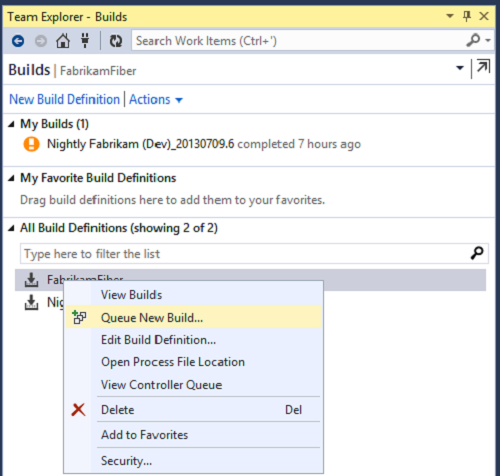 Team Explorer - Builds
Search Work Items (Ctrl+')
Builds | FabrikamFiber
New Build Definition | Actions
My Builds (1)
Nightly Fabrikam (Dev)_20130709.6 completed 7 hours ago
My Favorite Build Definitions
Drag build definitions here to add them to your favorites.
All Build Definitions (showing 2 of 2)
Type here to filter the list
FabrikamFiber
View Builds
Queue New Build...
Edit Build Definition...
Open Process File Location
View Controller Queue
Delete Del
Add to Favorites
Security...